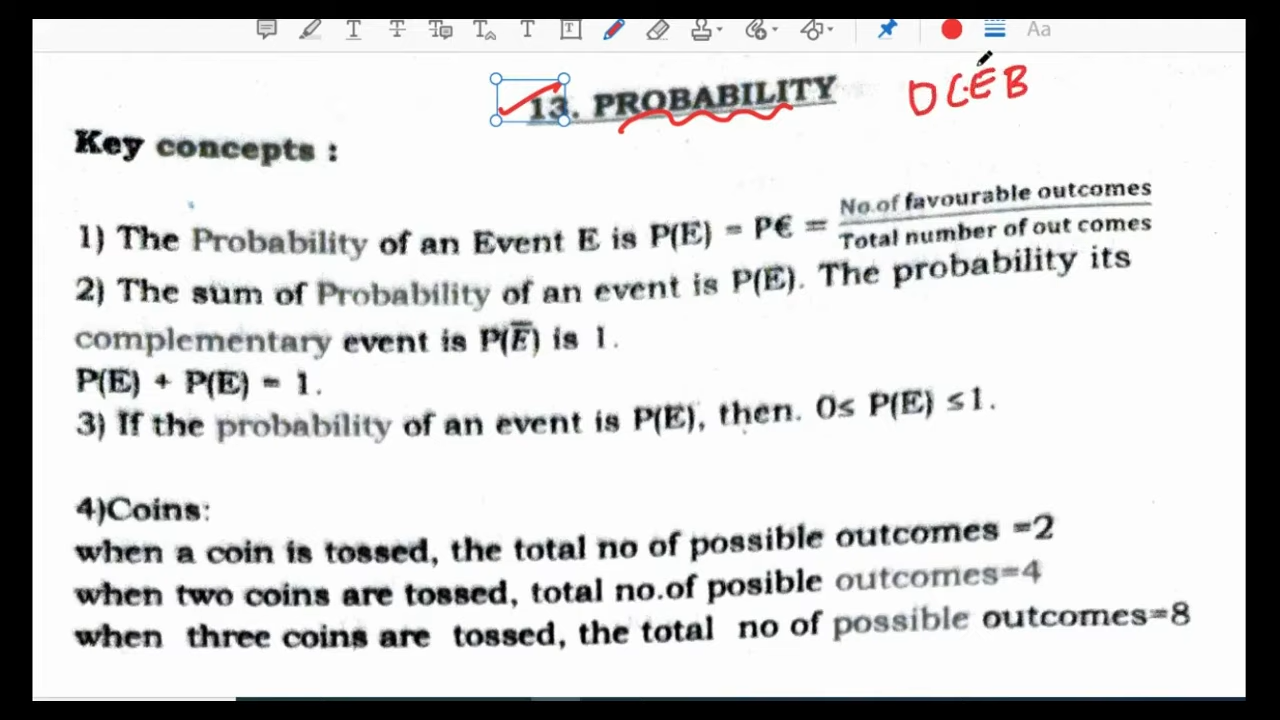 Aa
13. PROBABILITY
DCEB
Key concepts :
1) The Probability of an Event E is P(E) = P€ = No.of favourable outcomes
Total number of out comes
2) The sum of Probability of an event is P(E). The probability its
complementary event is P(E̅) is 1.
P(E) + P(E) = 1.
3) If the probability of an event is P(E), then. 0≤ P(E) ≤1.
4)Coins:
when a coin is tossed, the total no of possible outcomes =2
when two coins are tossed, total no.of posible outcomes=4
when three coins are tossed, the total no of possible outcomes=8